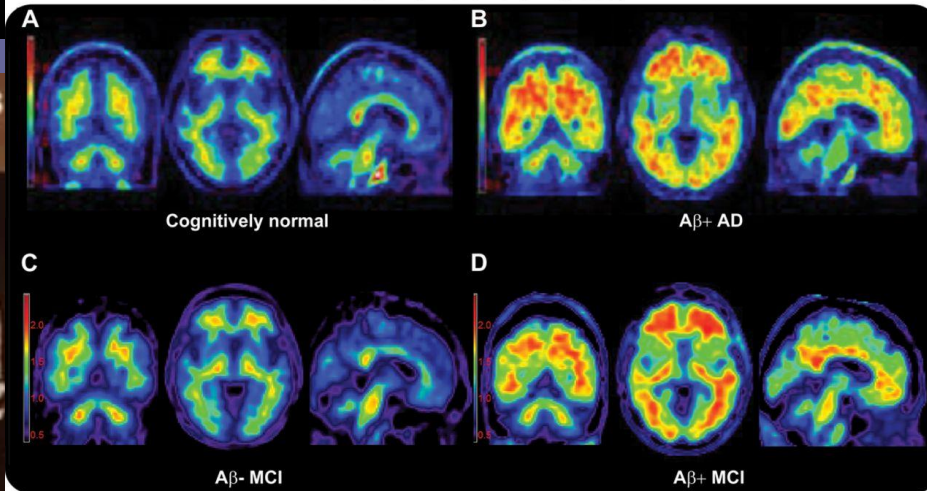 A
B
Cognitively normal
Aβ+ AD
C
D
2.0
1.5
1.0
0.5
2.0
1.5
1.0
0.5
Aβ- MCI
Aβ+ MCI